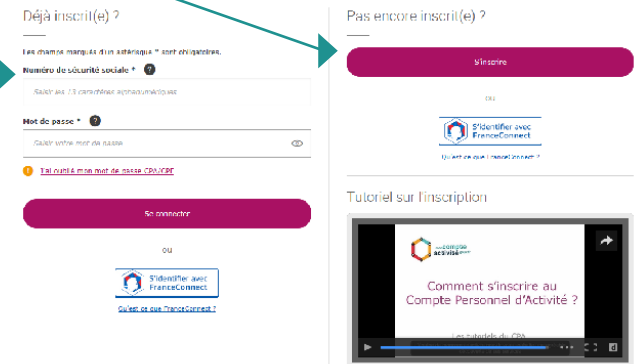 Déjà inscrit(e) ?
Les champs marqués d'un astérisque * sont obligatoires.
Numéro de sécurité sociale * ?
Saisir les 13 caractères alphanumériques
Mot de passe * ?
Saisir votre mot de passe
! J'ai oublié mon mot de passe CPA/CPF
Se connecter
ou
S'identifier avec
FranceConnect
Qu'est ce que FranceConnect ?
Pas encore inscrit(e) ?
S'inscrire
ou
S'identifier avec
FranceConnect
Qu'est ce que FranceConnect ?
Tutoriel sur l'inscription
compte
activité
Comment s'inscrire au
Compte Personnel d'Activité ?
Les tutoriels du CPA